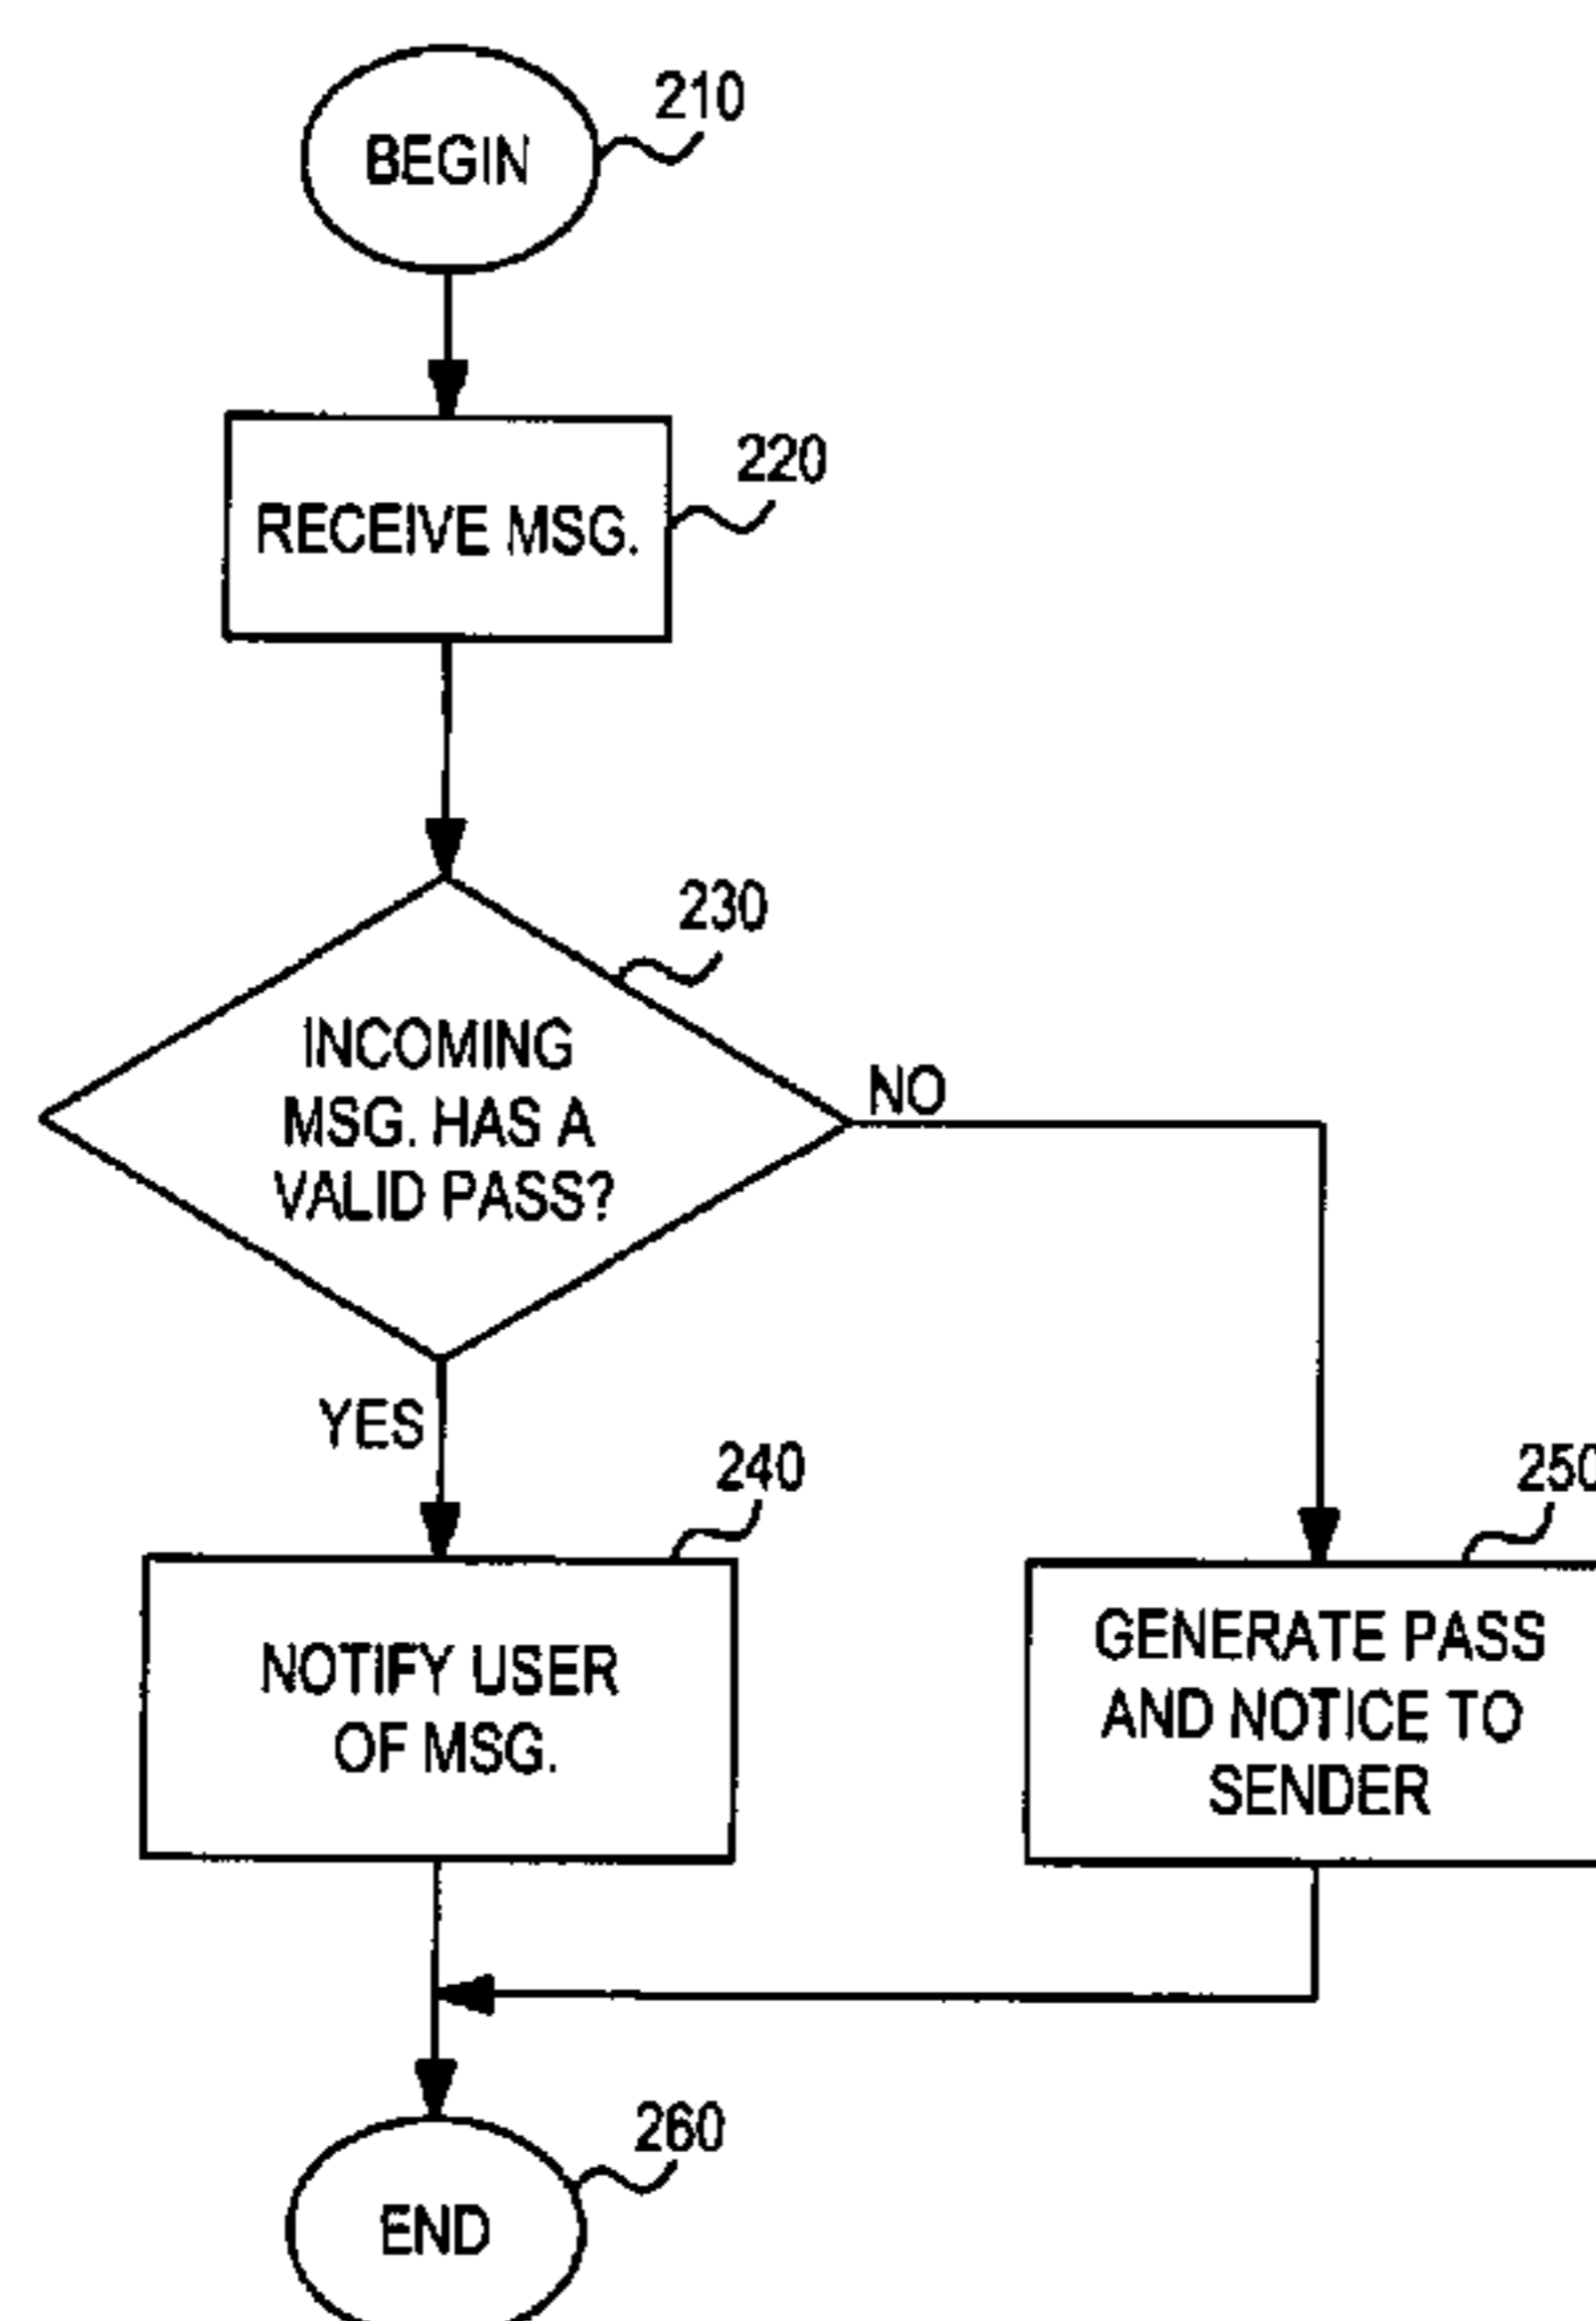 210
BEGIN
220
RECEIVE MSG.
230
INCOMING
MSG. HAS A
VALID PASS?
NO
YES
240
250
NOTIFY USER
OF MSG.
GENERATE PASS
AND NOTICE TO
SENDER
260
END